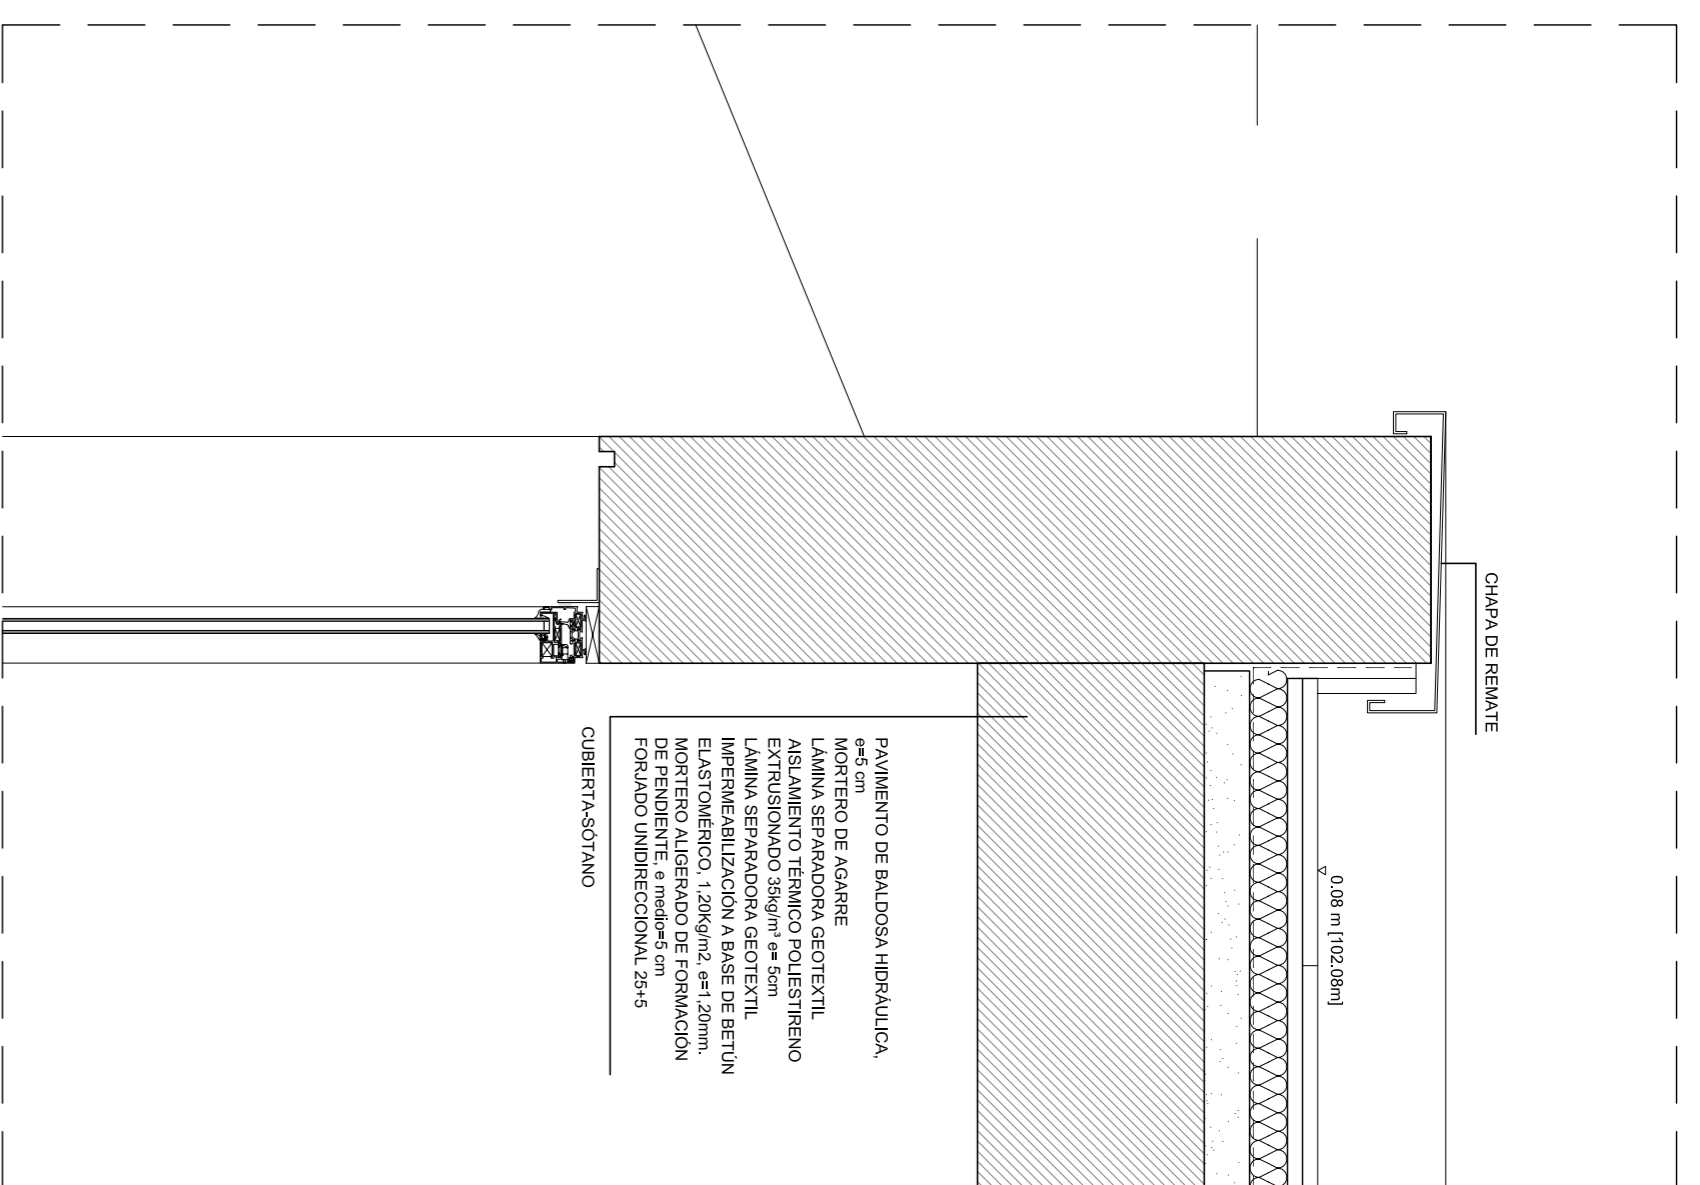 CHAPA DE REMATE
0.08 m [102.08m]
PAVIMENTO DE BALDOSA HIDRÁULICA,
e=5 cm
MORTERO DE AGARRE
LÁMINA SEPARADORA GEOTEXTIL
AISLAMIENTO TÉRMICO POLIESTIRENO
EXTRUSIONADO 35kg/m³ e= 5cm
LÁMINA SEPARADORA GEOTEXTIL
IMPERMEABILIZACIÓN A BASE DE BETÚN
ELASTOMÉRICO, 1,20Kg/m2, e=1,20mm.
MORTERO ALIGERADO DE FORMACIÓN
DE PENDIENTE, e medio=5 cm
FORJADO UNIDIRECCIONAL 25+5
CUBIERTA-SÓTANO